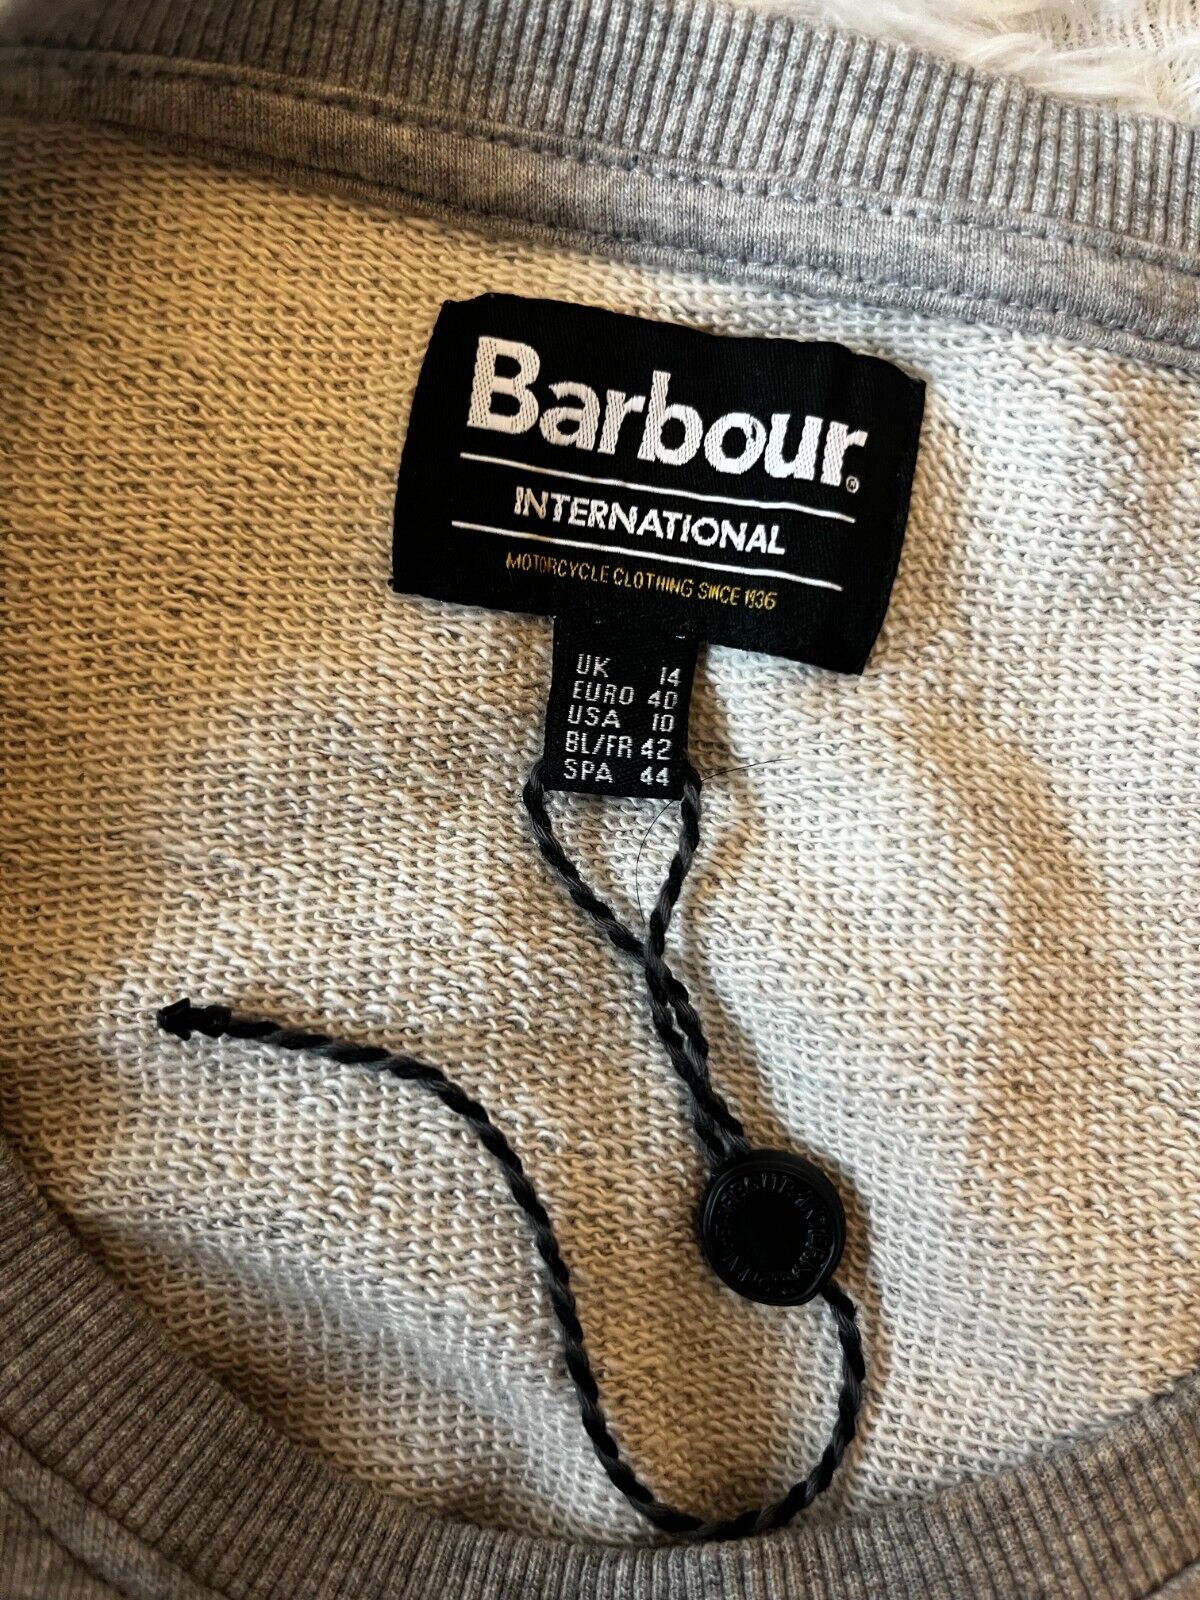 Barbour®
INTERNATIONAL
MOTORCYCLE CLOTHING SINCE 1936
UK 14
EURO 40
USA 10
BL/FR 42
SPA 44